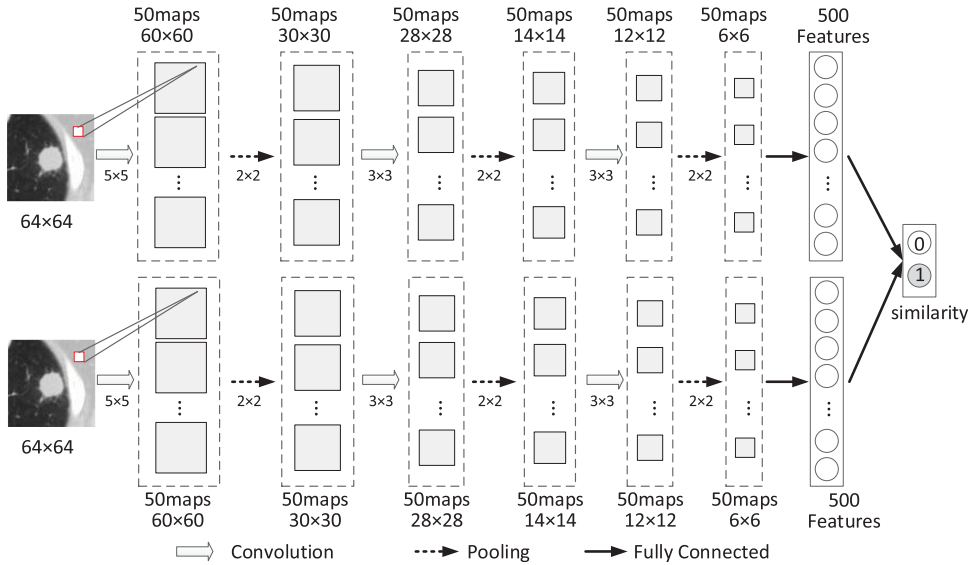 50maps 50maps 50maps 50maps 50maps 50maps 500
60×60 30×30 28×28 14×14 12×12 6×6 Features
5×5 2×2 3×3 2×2 3×3 2×2
64×64
0
1
similarity
5×5 2×2 3×3 2×2 3×3 2×2
64×64
50maps 50maps 50maps 50maps 50maps 50maps 500
60×60 30×30 28×28 14×14 12×12 6×6 Features
Convolution Pooling Fully Connected